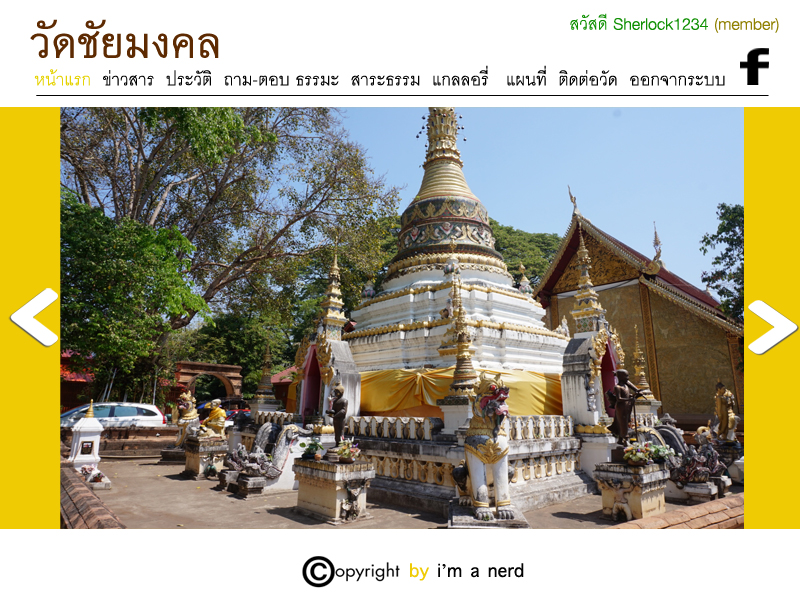 สวัสดี Sherlock1234 (member)
วัดชัยมงคล
หน้าแรก ข่าวสาร ประวัติ ถาม-ตอบ ธรรมะ สาระธรรม แกลลอรี่ แผนที่ ติดต่อวัด ออกจากระบบ f
©opyright by i'm a nerd